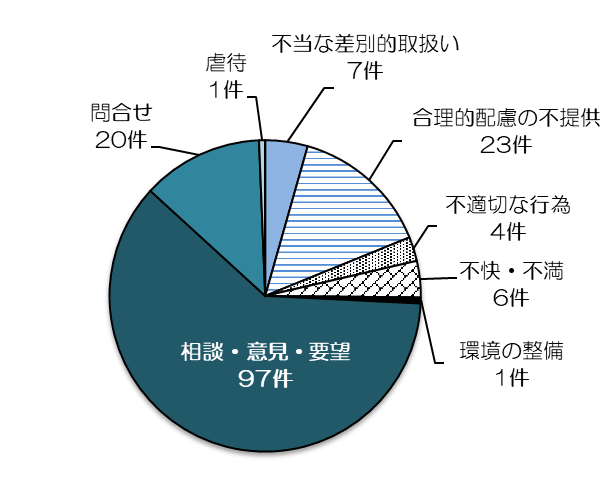 不当な差別的取扱い
7件
合理的配慮の不提供
23件
不適切な行為
4件
不快・不満
6件
環境の整備
1件
相談・意見・要望
97件
問合せ
20件
虐待
1件